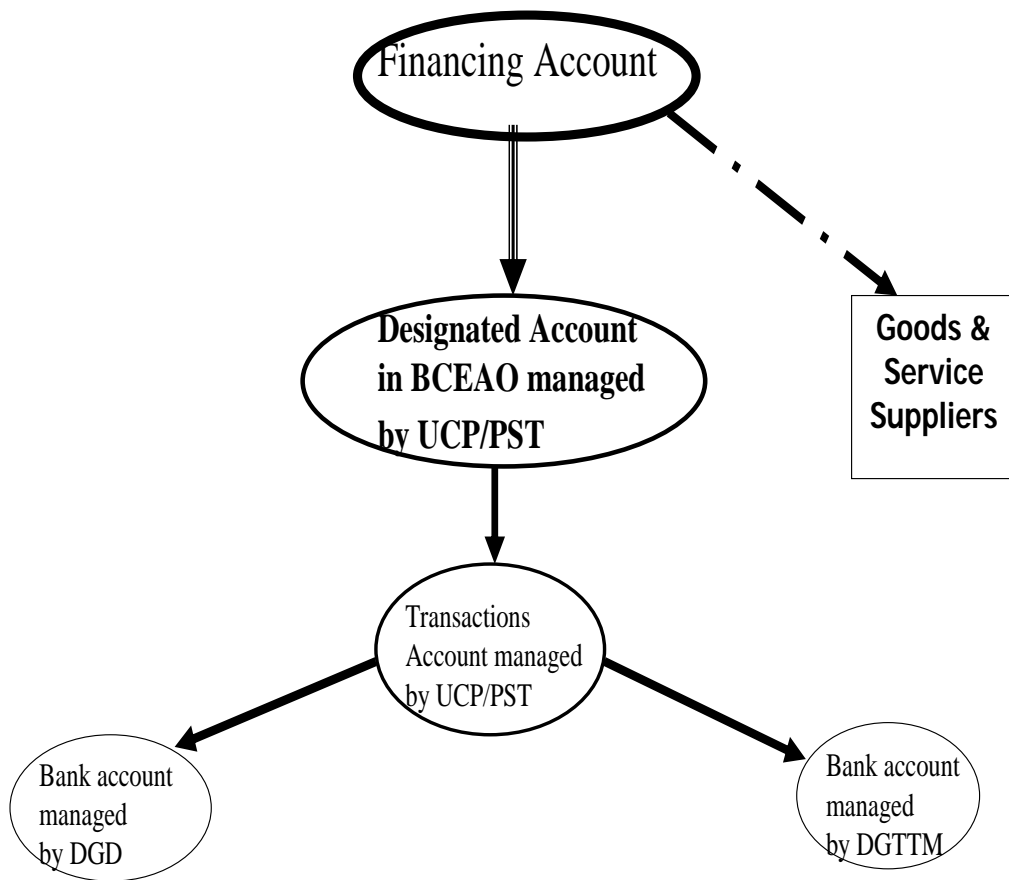 Financing Account
Designated Account
in BCEAO managed
by UCP/PST
Goods &
Service
Suppliers
Transactions
Account managed
by UCP/PST
Bank account
managed
by DGD
Bank account
managed
by DGTTM